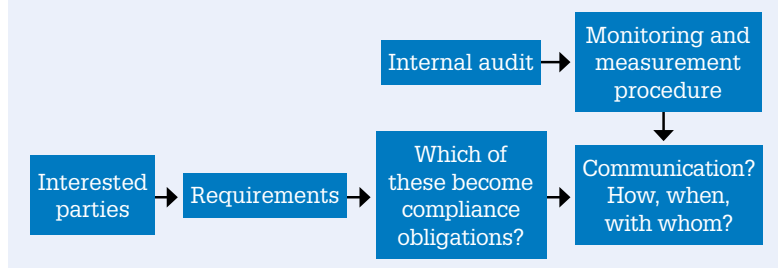 Internal audit
Monitoring and
measurement
procedure
Interested
parties
Requirements
Which of
these become
compliance
obligations?
Communication?
How, when,
with whom?